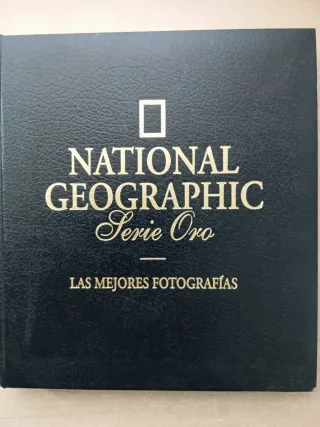 NATIONAL
GEOGRAPHIC
Serie Oro
LAS MEJORES FOTOGRAFÍAS